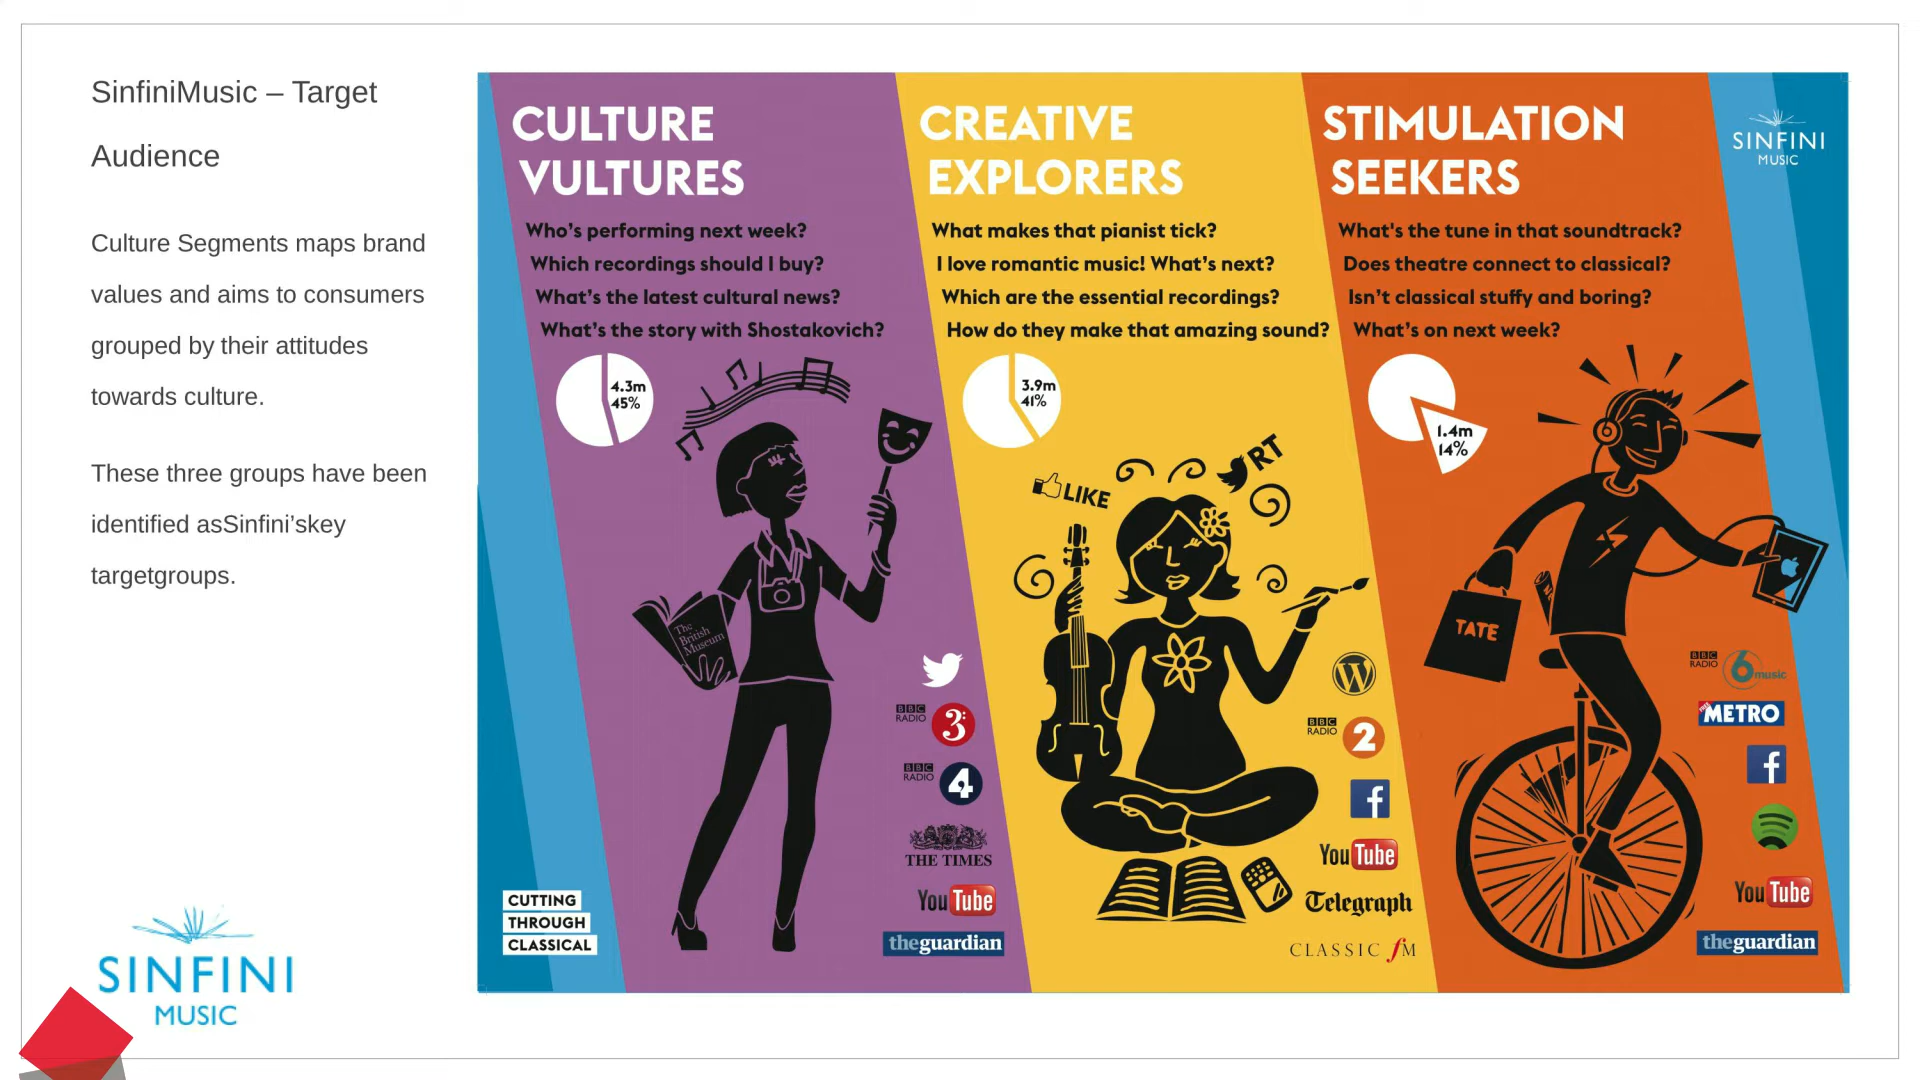 SinfiniMusic – Target
Audience
Culture Segments maps brand
values and aims to consumers
grouped by their attitudes
towards culture.
These three groups have been
identified asSinfini’skey
targetgroups.
SINFINI
MUSIC
CULTURE
VULTURES
Who's performing next week?
Which recordings should I buy?
What's the latest cultural news?
What's the story with Shostakovich?
4.3m
45%
The
British
Museum
BBC
RADIO
3
BBC
RADIO
4
THE TIMES
YouTube
theguardian
CUTTING
THROUGH
CLASSICAL
CREATIVE
EXPLORERS
What makes that pianist tick?
I love romantic music! What's next?
Which are the essential recordings?
How do they make that amazing sound?
3.9m
41%
LIKE
RT
BBC
RADIO
2
f
YouTube
Telegraph
CLASSIC fM
STIMULATION
SEEKERS
What's the tune in that soundtrack?
Does theatre connect to classical?
Isn't classical stuffy and boring?
What's on next week?
1.4m
14%
TATE
BBC
RADIO
6music
METRO
f
YouTube
theguardian
SINFINI
MUSIC